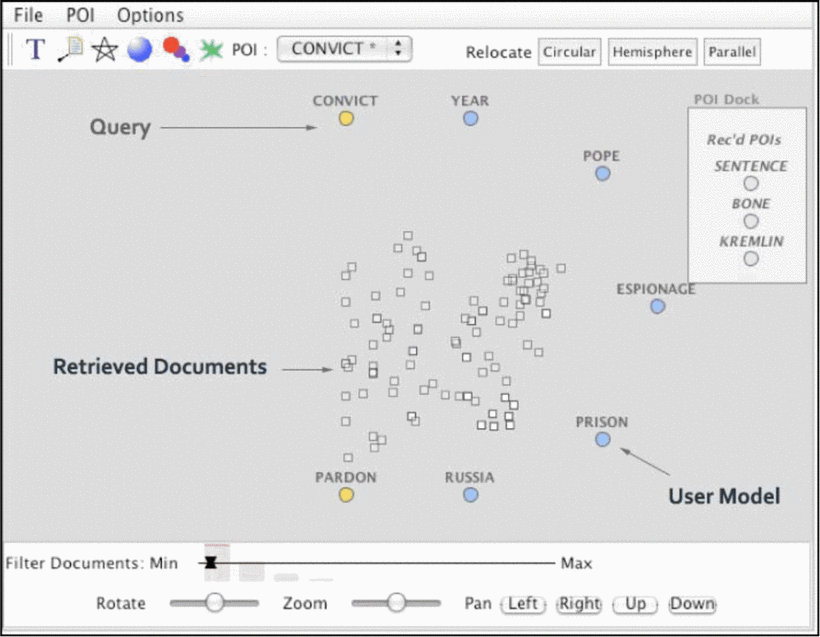 File POI Options
T POI : CONVICT * Relocate Circular Hemisphere Parallel
CONVICT YEAR POI Dock
Query
Rec'd POIs
POPE
SENTENCE
BONE
KREMLIN
ESPIONAGE
Retrieved Documents
PRISON
PARDON RUSSIA
User Model
Filter Documents: Min Max
Rotate Zoom Pan Left Right Up Down